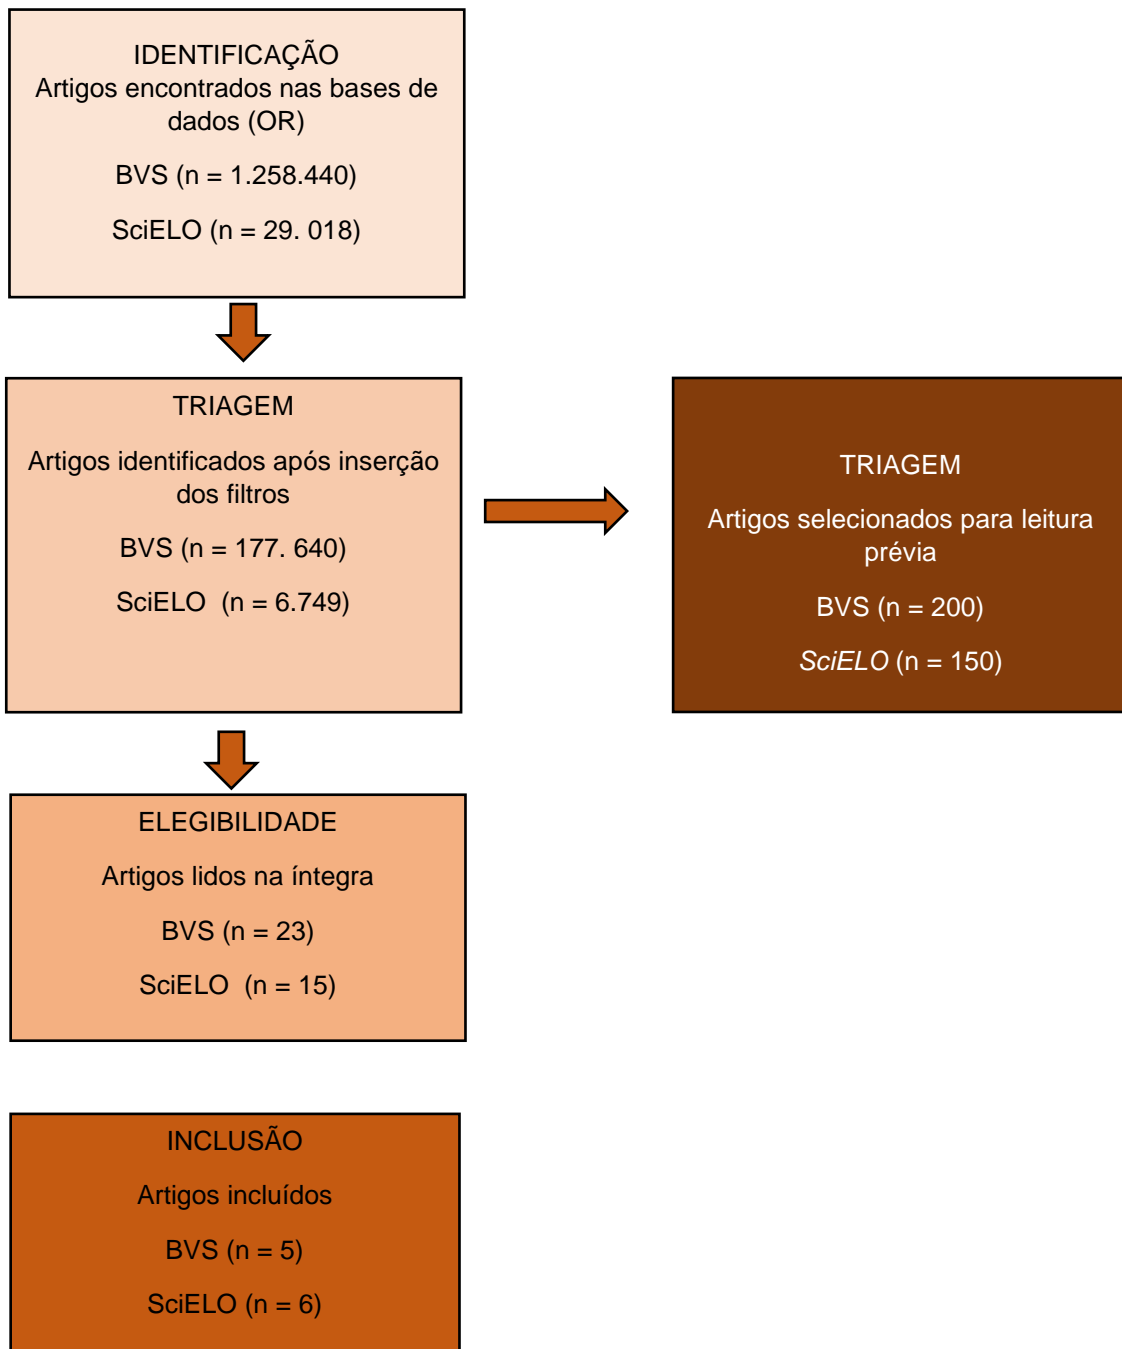 IDENTIFICAÇÃO
Artigos encontrados nas bases de
dados (OR)
BVS (n = 1.258.440)
SciELO (n = 29. 018)
TRIAGEM
Artigos identificados após inserção
dos filtros
BVS (n = 177. 640)
SciELO  (n = 6.749)
TRIAGEM
Artigos selecionados para leitura
prévia
BVS (n = 200)
SciELO (n = 150)
ELEGIBILIDADE
Artigos lidos na íntegra
BVS (n = 23)
SciELO  (n = 15)
INCLUSÃO
Artigos incluídos
BVS (n = 5)
SciELO (n = 6)